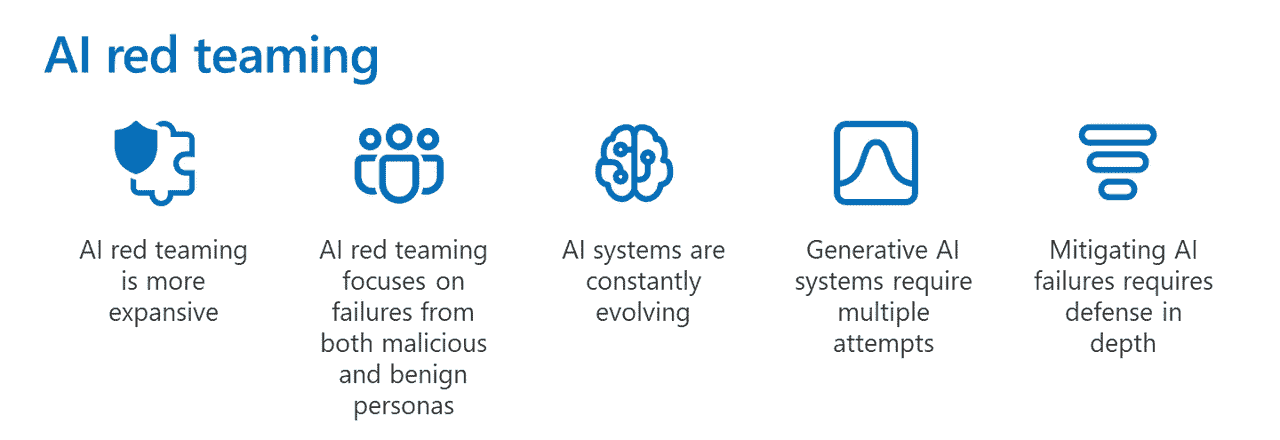 AI red teaming
AI red teaming
is more
expansive
AI red teaming
focuses on
failures from
both malicious
and benign
personas
AI systems are
constantly
evolving
Generative AI
systems require
multiple
attempts
Mitigating AI
failures requires
defense in
depth